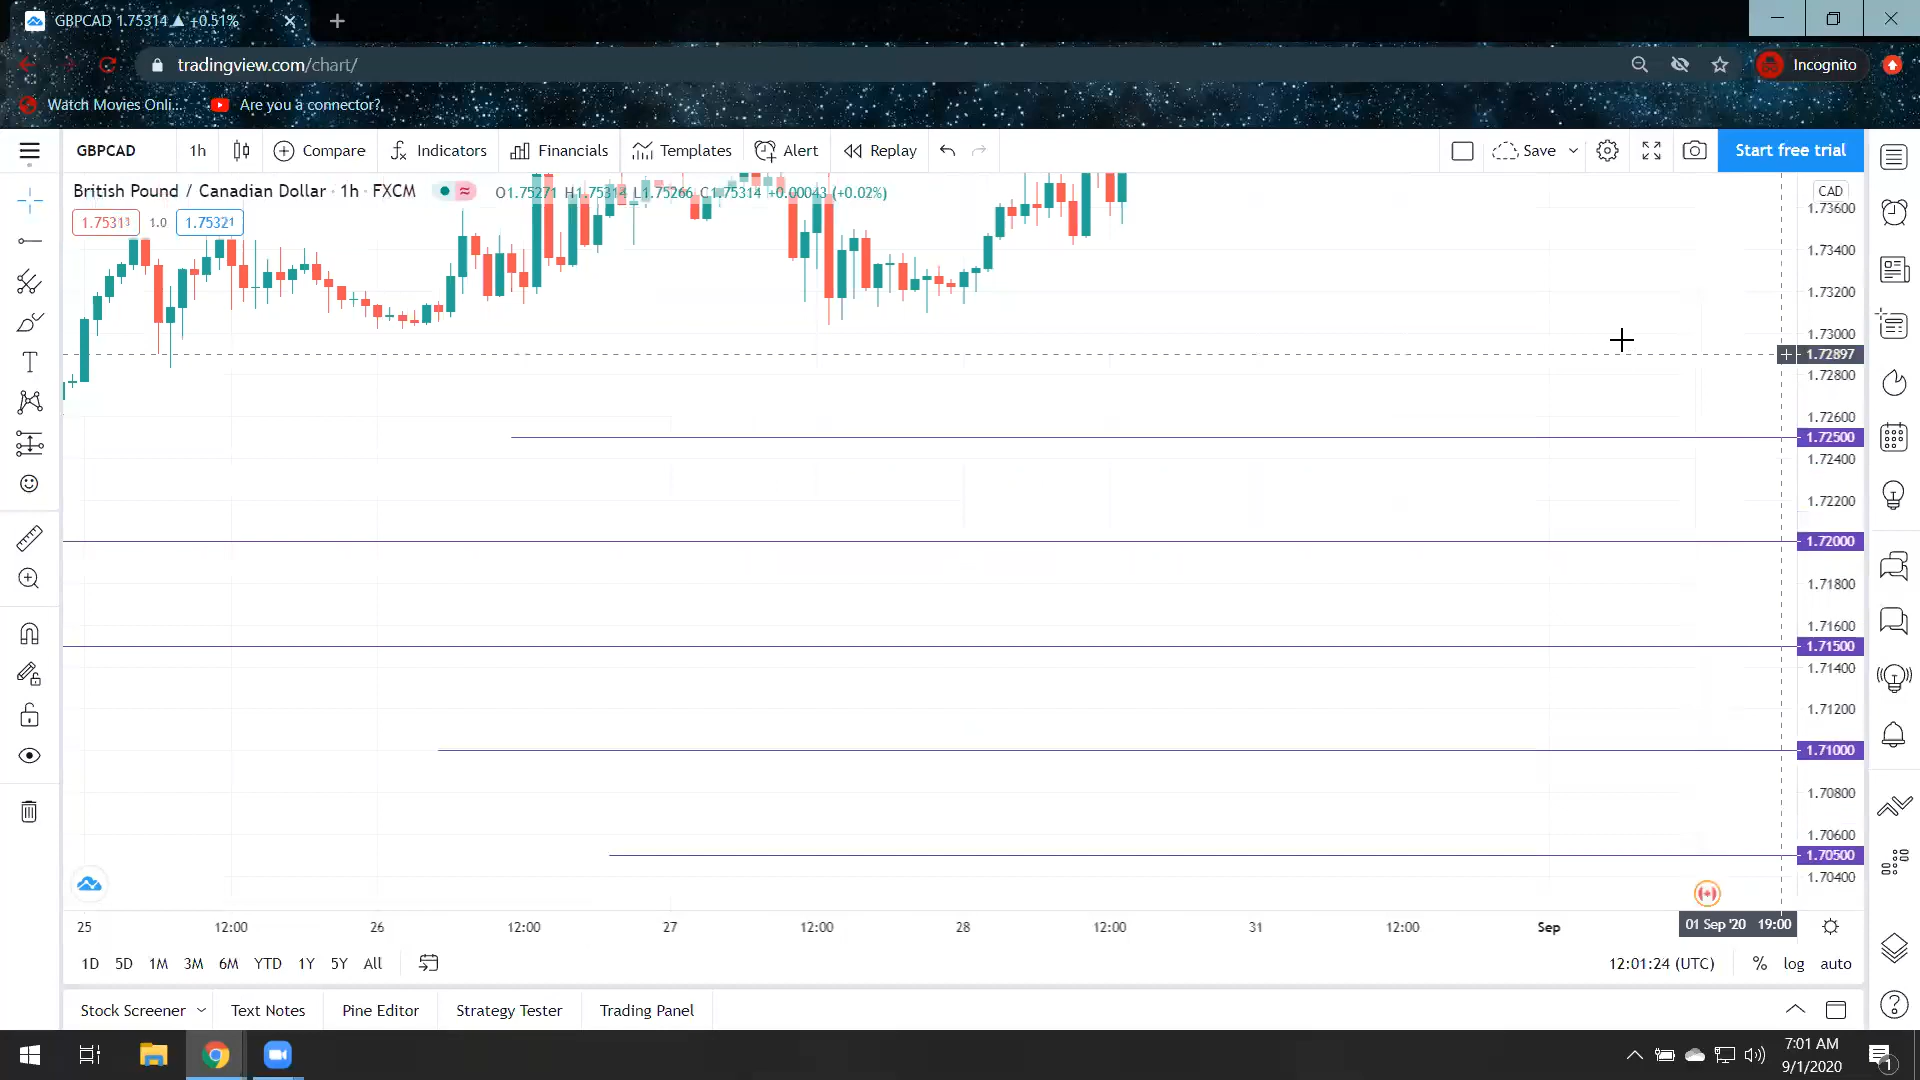 GBPCAD 1.75314 ▲ +0.51%
tradingview.com/chart/
Incognito
Watch Movies Onli...
Are you a connector?
GBPCAD
1h
Compare
Indicators
Financials
Templates
Alert
Replay
Save
Start free trial
British Pound / Canadian Dollar · 1h · FXCM
O1.75271 H1.75314 L1.75266 C1.75314 +0.00043 (+0.02%)
1.75313
1.0
1.75321
CAD
1.73600
1.73400
1.73200
1.73000
1.72897
1.72800
1.72600
1.72500
1.72400
1.72200
1.72000
1.71800
1.71600
1.71500
1.71400
1.71200
1.71000
1.70800
1.70600
1.70500
1.70400
25 12:00 26 12:00 27 12:00 28 12:00 31 12:00 Sep
01 Sep '20 19:00
1D 5D 1M 3M 6M YTD 1Y 5Y All
12:01:24 (UTC)
% log auto
Stock Screener
Text Notes
Pine Editor
Strategy Tester
Trading Panel
7:01 AM
9/1/2020
1